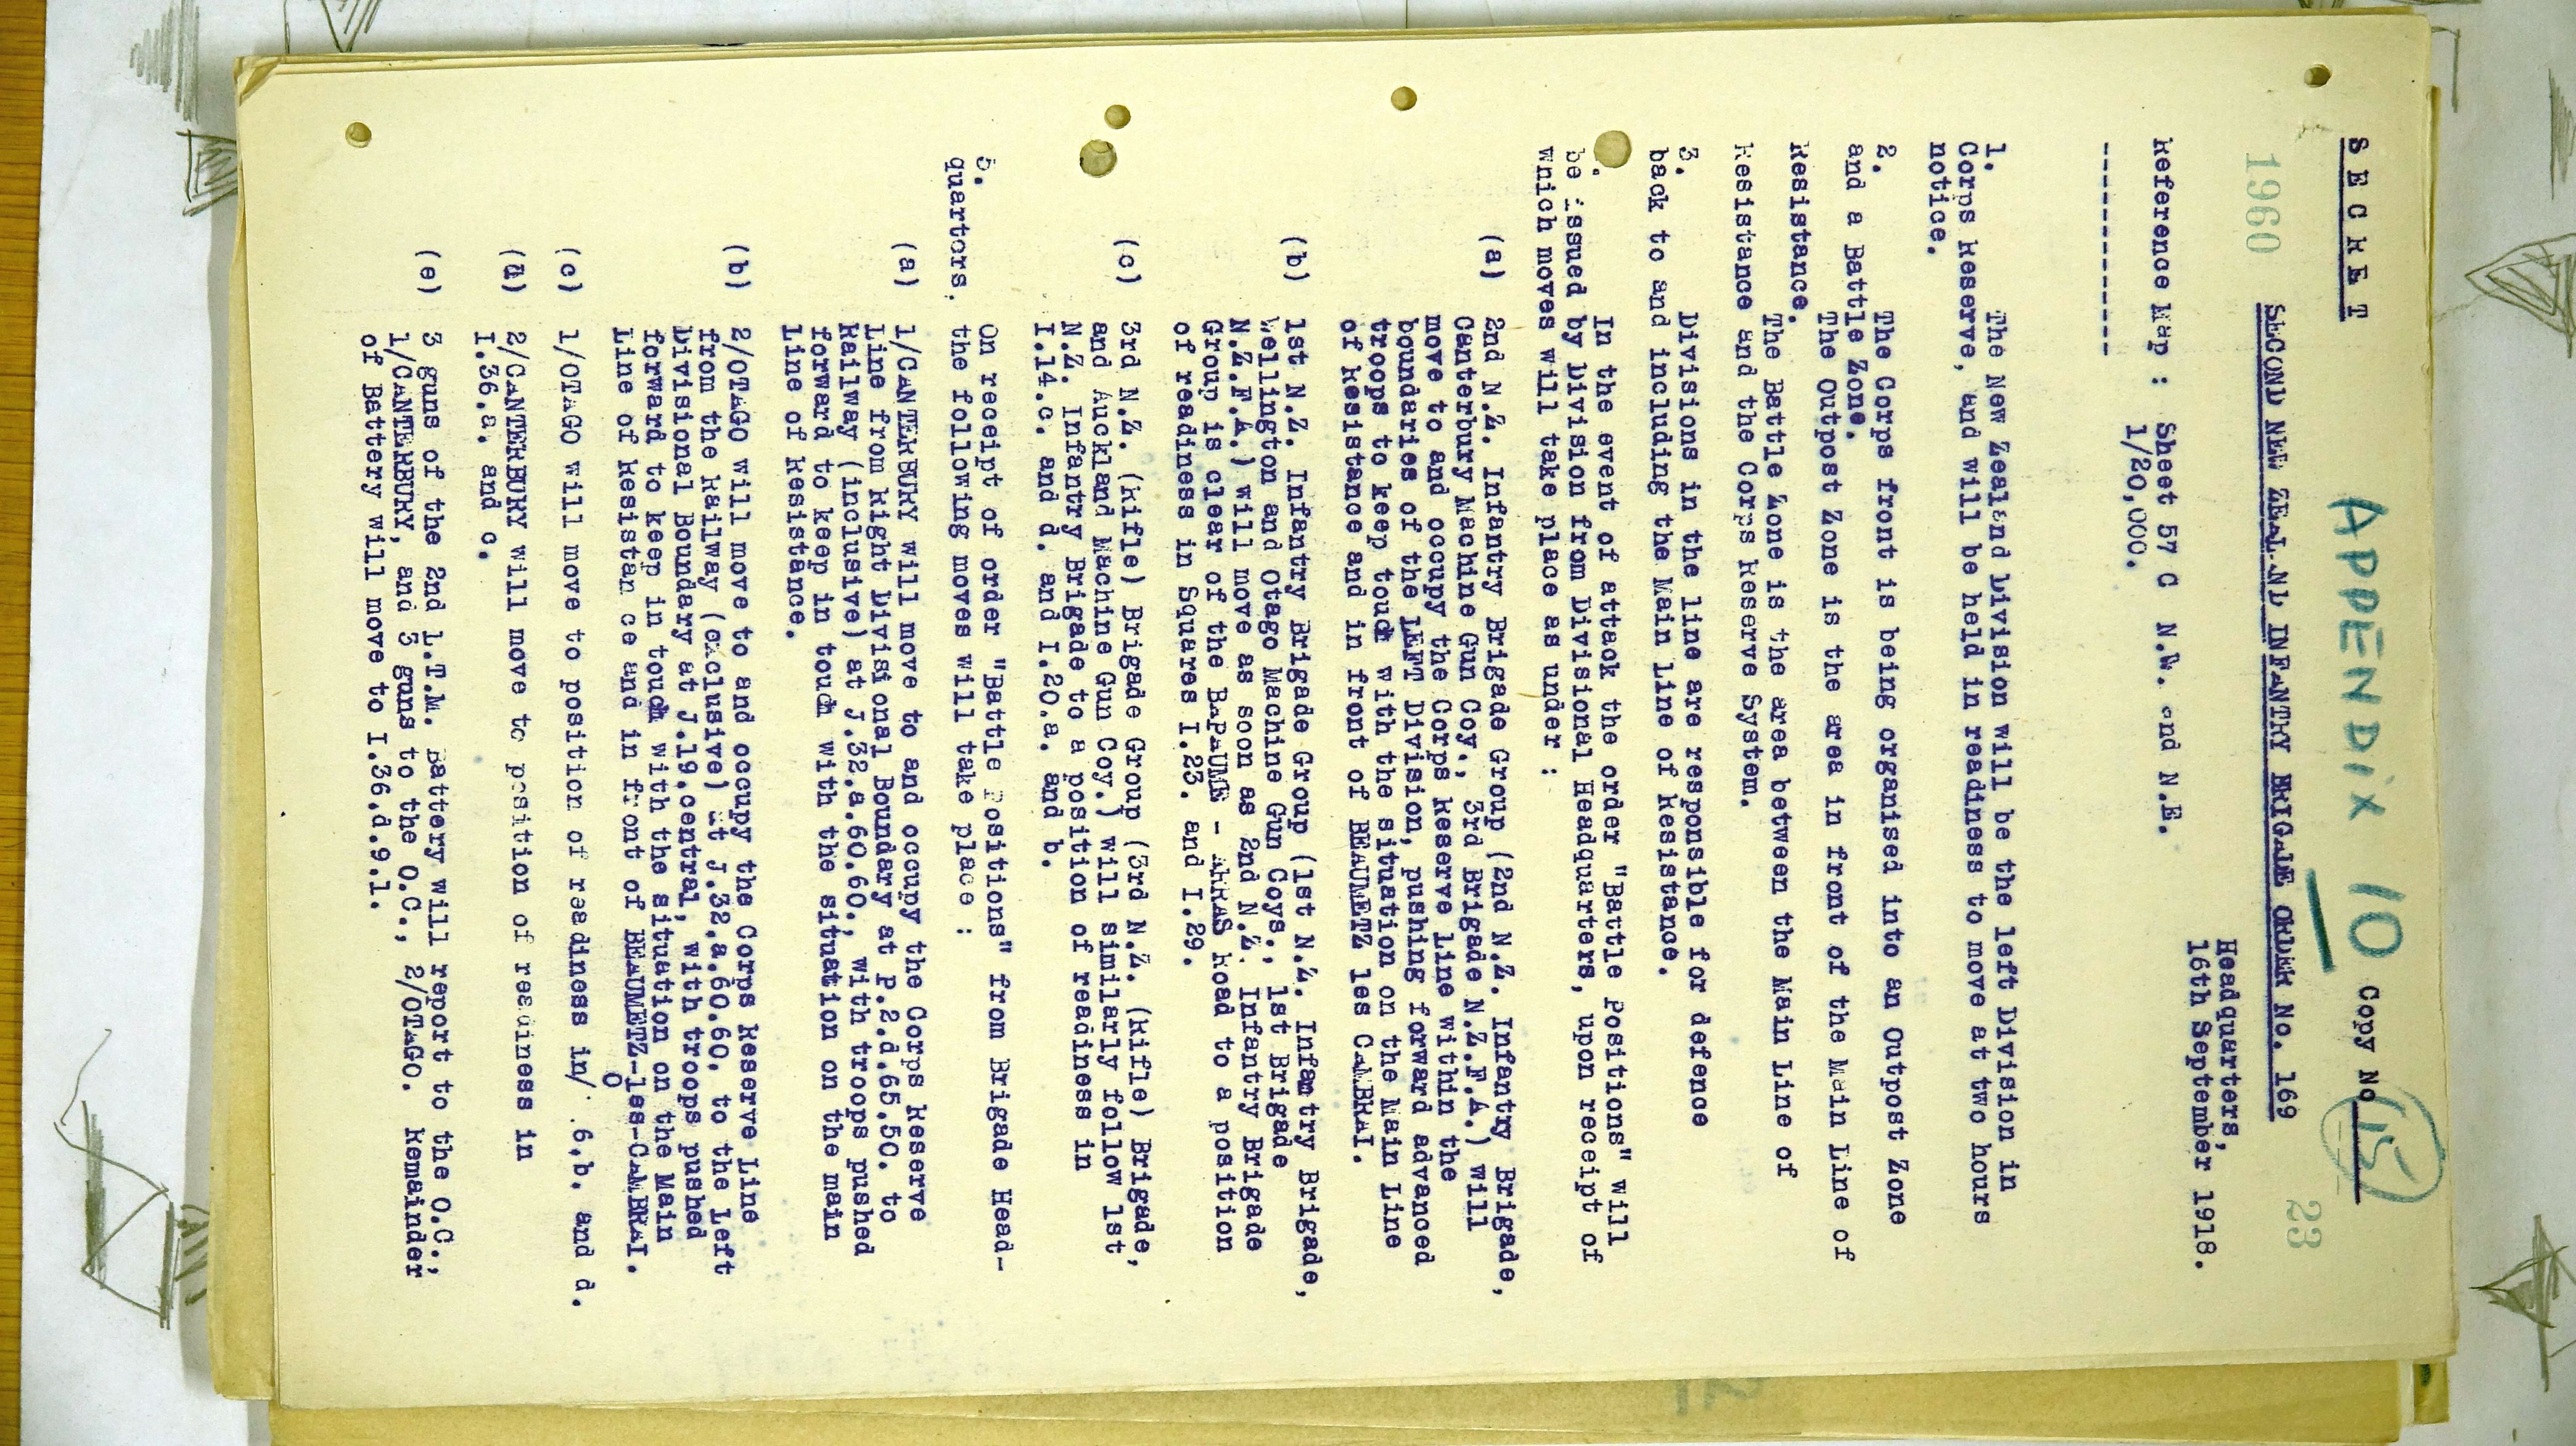 S E C R E T
APPENDIX 10
Copy No 15
23
1960
SECOND NEW ZEALAND INFANTRY BRIGADE ORDER No. 169
Headquarters,
16th September 1918.
Reference Map : Sheet 57 C N.W. and N.E.
1/20,000.
-------------
1. The New Zealand Division will be the left Division in
Corps Reserve, and will be held in readiness to move at two hours
notice.
2. The Corps front is being organised into an Outpost Zone
and a Battle Zone.
The Outpost Zone is the area in front of the Main Line of
Resistance.
The Battle Zone is the area between the Main Line of
Resistance and the Corps Reserve System.
3. Divisions in the line are responsible for defence
back to and including the Main Line of Resistance.
. In the event of attack the order "Battle Positions" will
be issued by Division from Divisional Headquarters, upon receipt of
which moves will take place as under :
(a) 2nd N.Z. Infantry Brigade Group (2nd N.Z. Infantry Brigade,
Canterbury Machine Gun Coy., 3rd Brigade N.Z.F.A.) will
move to and occupy the Corps Reserve Line within the
boundaries of the LEFT Division, pushing forward advanced
troops to keep touch with the situation on the Main Line
of Resistance and in front of BEAUMETZ les CAMBRAI.
(b) 1st N.Z. Infantry Brigade Group (1st N.Z. Infantry Brigade,
Wellington and Otago Machine Gun Coys., 1st Brigade
N.Z.F.A.) will move as soon as 2nd N.Z. Infantry Brigade
Group is clear of the BAPAUME - ARRAS Road to a position
of readiness in Squares I.23. and I.29.
(c) 3rd N.Z. (Rifle) Brigade Group (3rd N.Z. (Rifle) Brigade,
and Auckland Machine Gun Coy.) will similarly follow 1st
N.Z. Infantry Brigade to a position of readiness in
I.14.c. and d. and I.20.a. and b.
5. On receipt of order "Battle Positions" from Brigade Head-
quarters, the following moves will take place :
(a) 1/CANTERBURY will move to and occupy the Corps Reserve
Line from Right Divisional Boundary at P.2.d.65.50. to
Railway (inclusive) at J.32.a.60.60., with troops pushed
forward to keep in touch with the situation on the main
Line of Resistance.
(b) 2/OTAGO will move to and occupy the Corps Reserve Line
from the Railway (exclusive) at J.32.a.60.60. to the Left
Divisional Boundary at J.19.central, with troops pushed
forward to keep in touch with the situation on the Main
Line of Resistan ce and in front of BEAUMETZ-les-CAMBRAI.
(c) 1/OTAGO will move to position of readiness in/ O.6.b. and d.
(d) 2/CANTERBURY will move to position of readiness in
I.36.a. and c.
(e) 3 guns of the 2nd L.T.M. Battery will report to the O.C.,
1/CANTERBURY, and 3 guns to the O.C., 2/OTAGO. Remainder
of Battery will move to I.36.d.9.1.